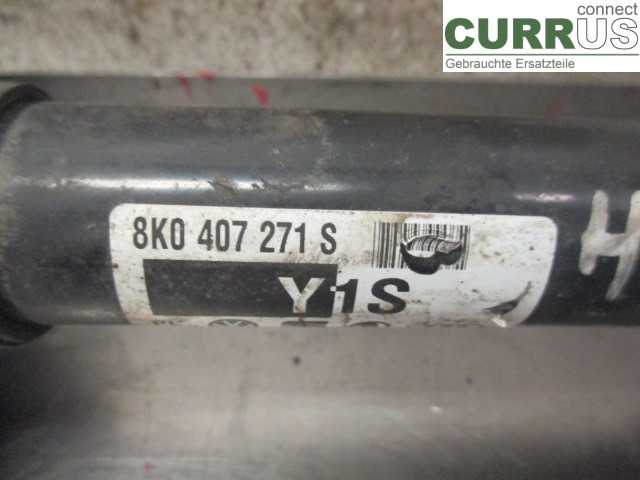 connect
CURRUS
Gebrauchte Ersatzteile
8K0 407 271 S
Y1S
H